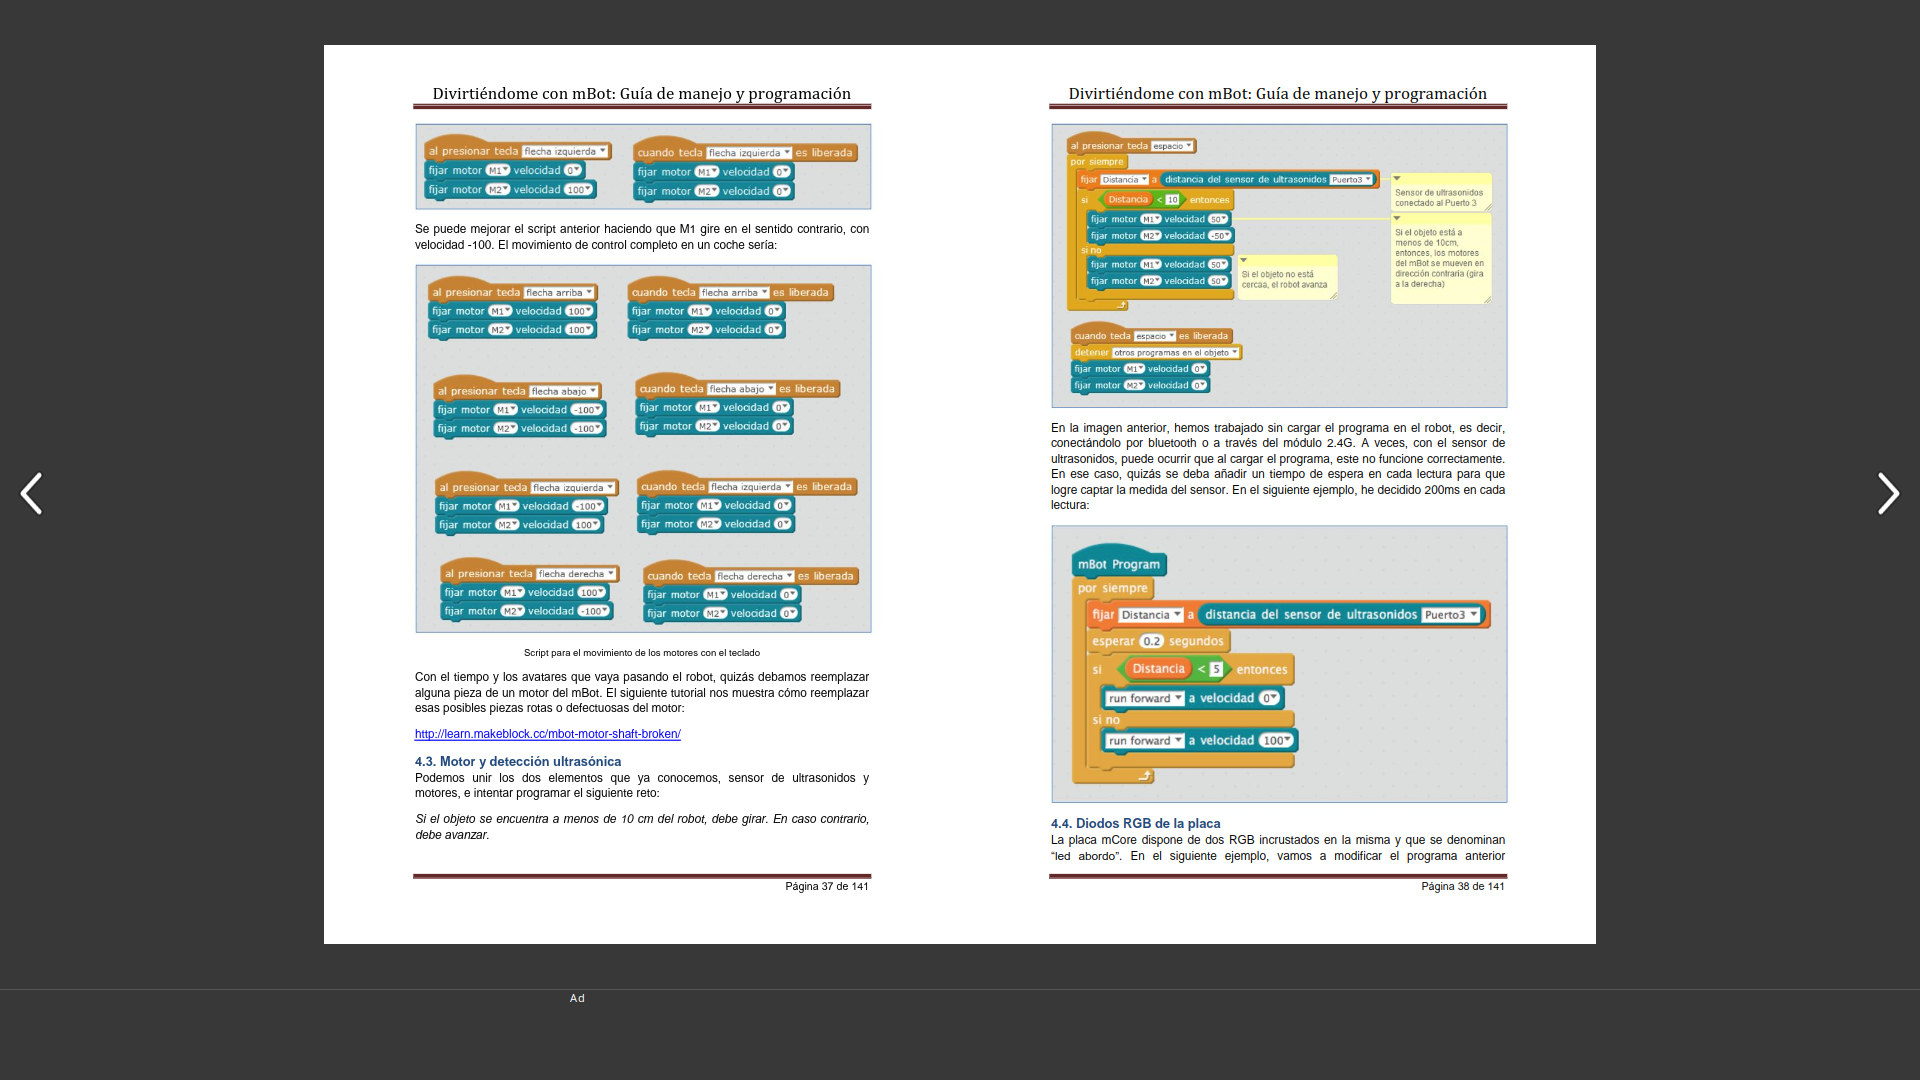 Divirtiéndome con mBot: Guía de manejo y programación
al presionar tecla flecha izquierda
fijar motor M1 velocidad 0
fijar motor M2 velocidad 100
cuando tecla flecha izquierda es liberada
fijar motor M1 velocidad 0
fijar motor M2 velocidad 0
Se puede mejorar el script anterior haciendo que M1 gire en el sentido contrario, con
velocidad -100. El movimiento de control completo en un coche sería:
al presionar tecla flecha arriba
fijar motor M1 velocidad 100
fijar motor M2 velocidad 100
cuando tecla flecha arriba es liberada
fijar motor M1 velocidad 0
fijar motor M2 velocidad 0
al presionar tecla flecha abajo
fijar motor M1 velocidad -100
fijar motor M2 velocidad -100
cuando tecla flecha abajo es liberada
fijar motor M1 velocidad 0
fijar motor M2 velocidad 0
al presionar tecla flecha izquierda
fijar motor M1 velocidad -100
fijar motor M2 velocidad 100
cuando tecla flecha izquierda es liberada
fijar motor M1 velocidad 0
fijar motor M2 velocidad 0
al presionar tecla flecha derecha
fijar motor M1 velocidad 100
fijar motor M2 velocidad -100
cuando tecla flecha derecha es liberada
fijar motor M1 velocidad 0
fijar motor M2 velocidad 0
Script para el movimiento de los motores con el teclado
Con el tiempo y los avatares que vaya pasando el robot, quizás debamos reemplazar
alguna pieza de un motor del mBot. El siguiente tutorial nos muestra cómo reemplazar
esas posibles piezas rotas o defectuosas del motor:
http://learn.makeblock.cc/mbot-motor-shaft-broken/
4.3. Motor y detección ultrasónica
Podemos unir los dos elementos que ya conocemos, sensor de ultrasonidos y
motores, e intentar programar el siguiente reto:
Si el objeto se encuentra a menos de 10 cm del robot, debe girar. En caso contrario,
debe avanzar.
Página 37 de 141
Divirtiéndome con mBot: Guía de manejo y programación
al presionar tecla espacio
por siempre
fijar Distancia a distancia del sensor de ultrasonidos Puerto3
si Distancia < 10 entonces
fijar motor M1 velocidad 50
fijar motor M2 velocidad -50
si no
fijar motor M1 velocidad 50
fijar motor M2 velocidad 50
Sensor de ultrasonidos
conectado al Puerto 3
Si el objeto está a
menos de 10cm,
entonces, los motores
del mBot se mueven en
dirección contraria (gira
a la derecha)
Si el objeto no está
cercaa, el robot avanza
cuando tecla espacio es liberada
detener otros programas en el objeto
fijar motor M1 velocidad 0
fijar motor M2 velocidad 0
En la imagen anterior, hemos trabajado sin cargar el programa en el robot, es decir,
conectándolo por bluetooth o a través del módulo 2.4G. A veces, con el sensor de
ultrasonidos, puede ocurrir que al cargar el programa, este no funcione correctamente.
En ese caso, quizás se deba añadir un tiempo de espera en cada lectura para que
logre captar la medida del sensor. En el siguiente ejemplo, he decidido 200ms en cada
lectura:
mBot Program
por siempre
fijar Distancia a distancia del sensor de ultrasonidos Puerto3
esperar 0.2 segundos
si Distancia < 5 entonces
run forward a velocidad 0
si no
run forward a velocidad 100
4.4. Diodos RGB de la placa
La placa mCore dispone de dos RGB incrustados en la misma y que se denominan
“led abordo”. En el siguiente ejemplo, vamos a modificar el programa anterior
Página 38 de 141
Ad